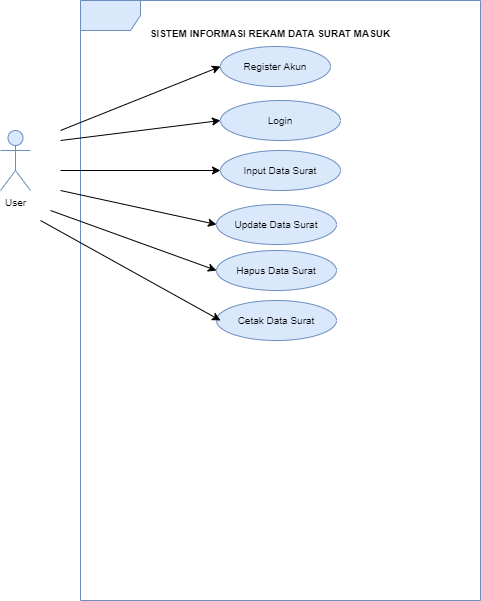 SISTEM INFORMASI REKAM DATA SURAT MASUK
Register Akun
Login
Input Data Surat
User
Update Data Surat
Hapus Data Surat
Cetak Data Surat